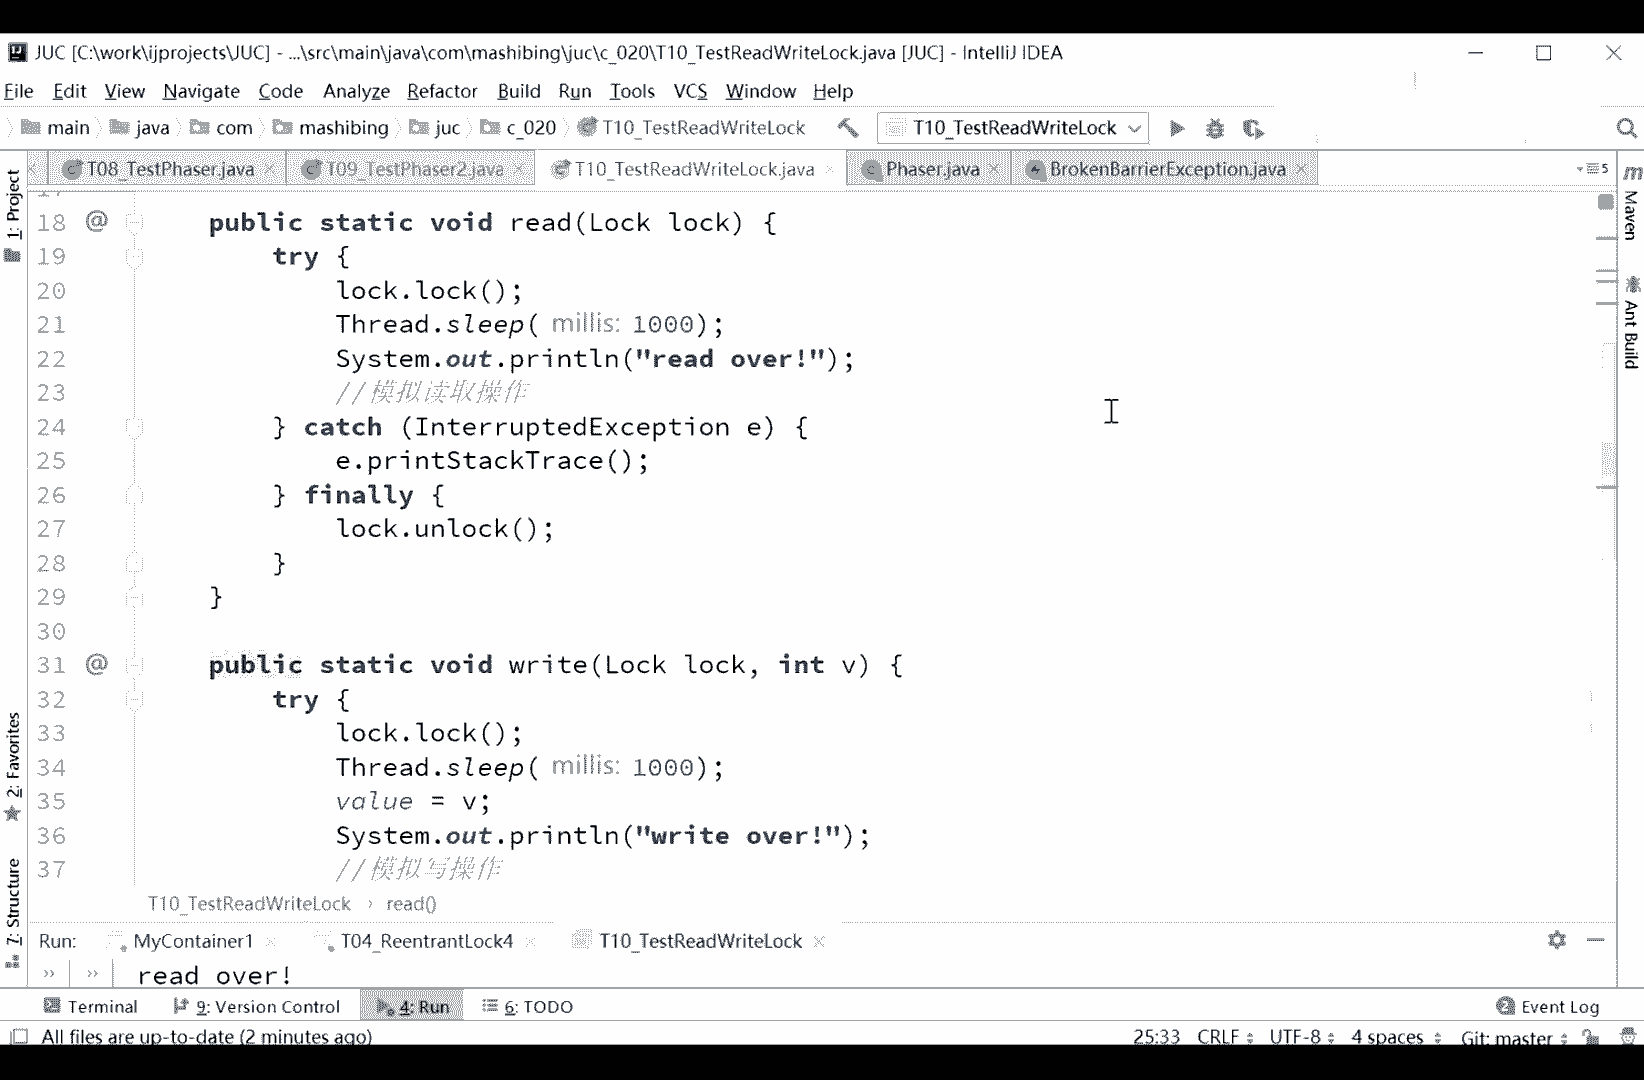 JUC [C:\work\ijprojects\JUC] - ...\src\main\java\com\mashibing\juc\c_020\T10_TestReadWriteLock.java [JUC] - IntelliJ IDEA
File Edit View Navigate Code Analyze Refactor Build Run Tools VCS Window Help
main java com mashibing juc c_020 T10_TestReadWriteLock T10_TestReadWriteLock
T08_TestPhaser.java T09_TestPhaser2.java T10_TestReadWriteLock.java Phaser.java BrokenBarrierException.java 5
1: Project
2: Favorites
7: Structure
Maven
Ant Build
18 @ public static void read(Lock lock) {
19 try {
20 lock.lock();
21 Thread.sleep( millis: 1000);
22 System.out.println("read over!");
23 //模拟读取操作
24 } catch (InterruptedException e) {
25 e.printStackTrace();
26 } finally {
27 lock.unlock();
28 }
29 }
30
31 @ public static void write(Lock lock, int v) {
32 try {
33 lock.lock();
34 Thread.sleep( millis: 1000);
35 value = v;
36 System.out.println("write over!");
37 //模拟写操作
T10_TestReadWriteLock › read()
Run: MyContainer1 T04_ReentrantLock4 T10_TestReadWriteLock
» » read over!
Terminal 9: Version Control 4: Run 6: TODO 2 Event Log
All files are up-to-date (2 minutes ago) 25:33 CRLF UTF-8 4 spaces Git: master